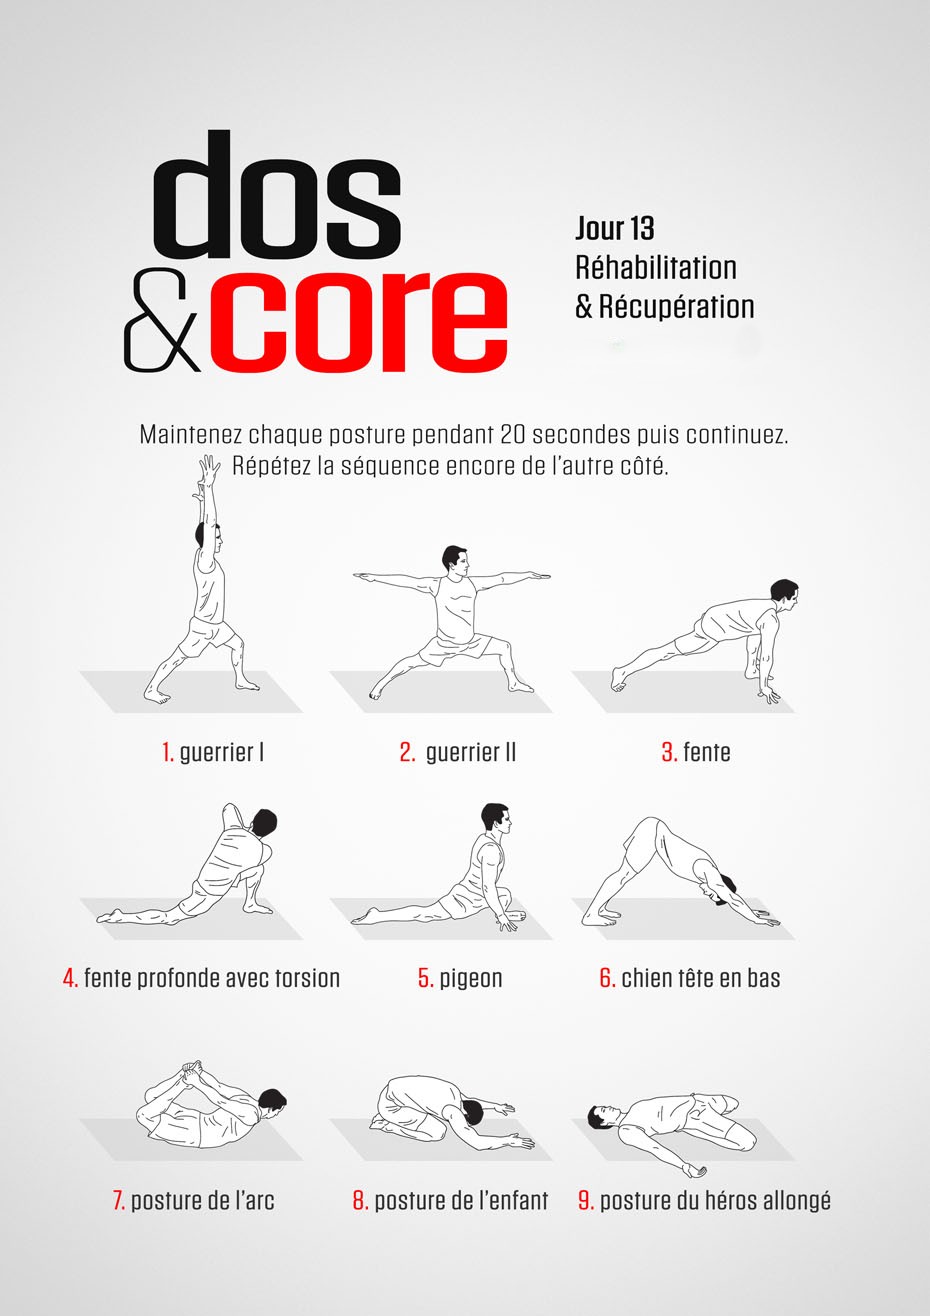 dos
&core
Jour 13
Réhabilitation
& Récupération
Maintenez chaque posture pendant 20 secondes puis continuez.
Répétez la séquence encore de l'autre côté.
1. guerrier I
2. guerrier II
3. fente
4. fente profonde avec torsion
5. pigeon
6. chien tête en bas
7. posture de l'arc
8. posture de l'enfant
9. posture du héros allongé